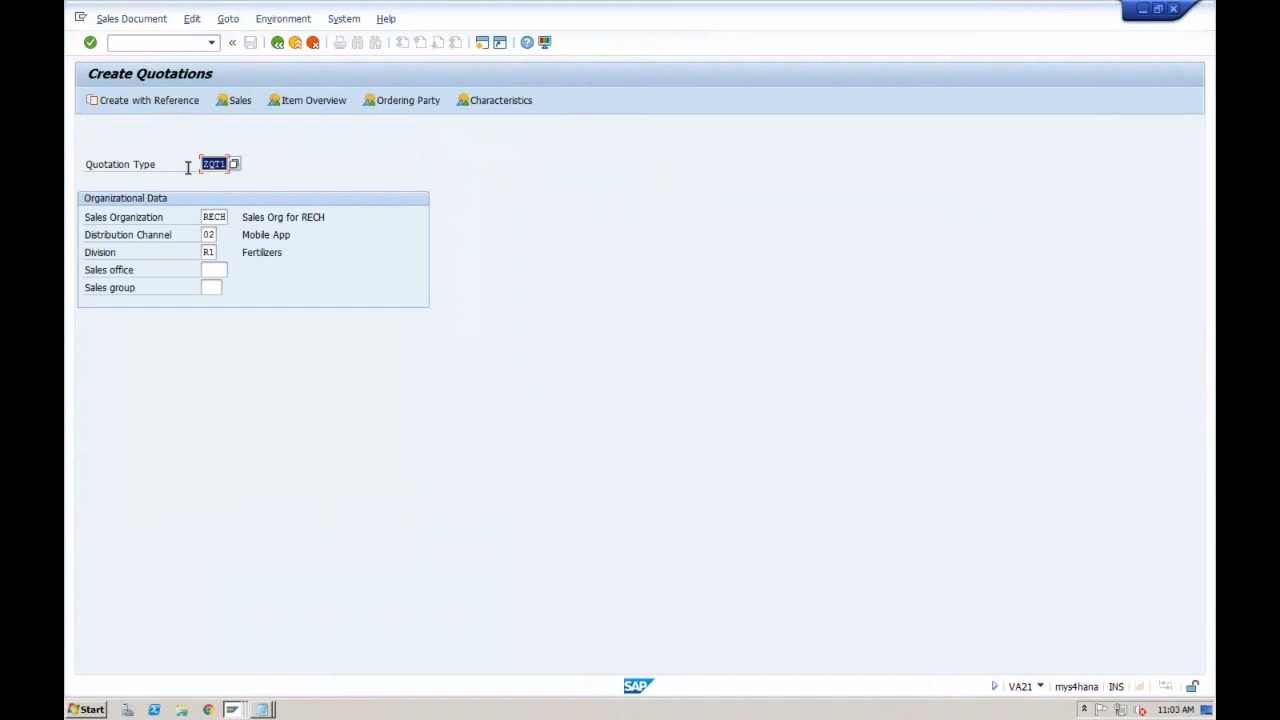 Sales Document Edit Goto Environment System Help
Create Quotations
Create with Reference Sales Item Overview Ordering Party Characteristics
Quotation Type ZQT1
Organizational Data
Sales Organization RECH Sales Org for RECH
Distribution Channel 02 Mobile App
Division R1 Fertilizers
Sales office
Sales group
SAP VA21 mys4hana INS
Start 11:03 AM